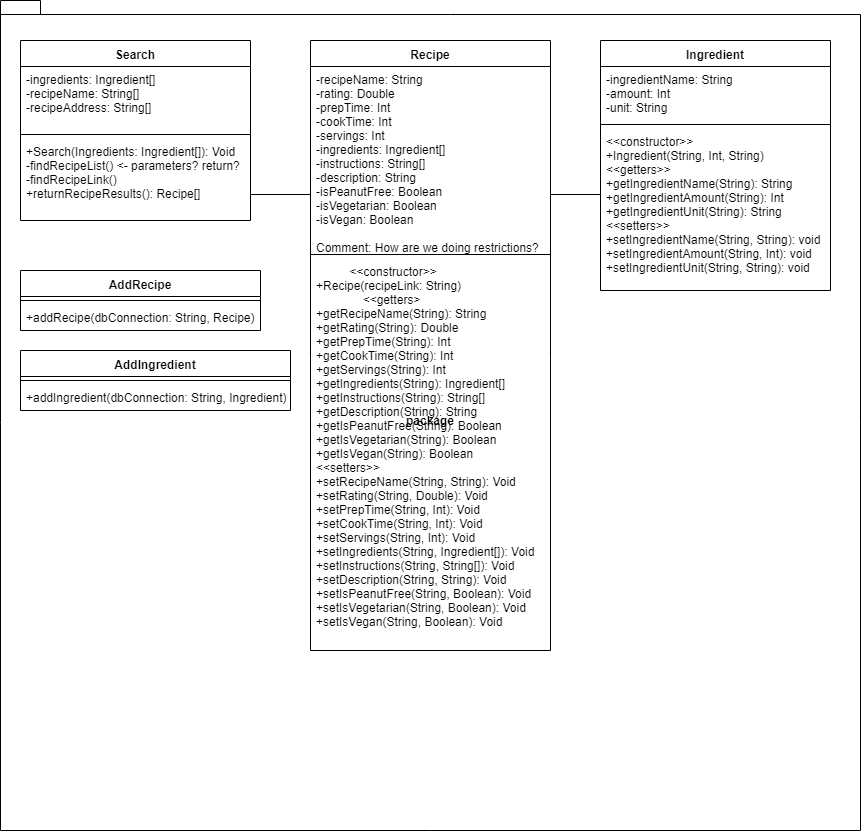 Search
-ingredients: Ingredient[]
-recipeName: String[]
-recipeAddress: String[]
+Search(Ingredients: Ingredient[]): Void
-findRecipeList() <- parameters? return?
-findRecipeLink()
+returnRecipeResults(): Recipe[]
AddRecipe
+addRecipe(dbConnection: String, Recipe)
AddIngredient
+addIngredient(dbConnection: String, Ingredient)
Recipe
-recipeName: String
-rating: Double
-prepTime: Int
-cookTime: Int
-servings: Int
-ingredients: Ingredient[]
-instructions: String[]
-description: String
-isPeanutFree: Boolean
-isVegetarian: Boolean
-isVegan: Boolean
Comment: How are we doing restrictions?
<<constructor>>
+Recipe(recipeLink: String)
<<getters>
+getRecipeName(String): String
+getRating(String): Double
+getPrepTime(String): Int
+getCookTime(String): Int
+getServings(String): Int
+getIngredients(String): Ingredient[]
+getInstructions(String): String[]
+getDescription(String): String
package
+getIsPeanutFree(String): Boolean
+getIsVegetarian(String): Boolean
+getIsVegan(String): Boolean
<<setters>>
+setRecipeName(String, String): Void
+setRating(String, Double): Void
+setPrepTime(String, Int): Void
+setCookTime(String, Int): Void
+setServings(String, Int): Void
+setIngredients(String, Ingredient[]): Void
+setInstructions(String, String[]): Void
+setDescription(String, String): Void
+setIsPeanutFree(String, Boolean): Void
+setIsVegetarian(String, Boolean): Void
+setIsVegan(String, Boolean): Void
Ingredient
-ingredientName: String
-amount: Int
-unit: String
<<constructor>>
+Ingredient(String, Int, String)
<<getters>>
+getIngredientName(String): String
+getIngredientAmount(String): Int
+getIngredientUnit(String): String
<<setters>>
+setIngredientName(String, String): void
+setIngredientAmount(String, Int): void
+setIngredientUnit(String, String): void